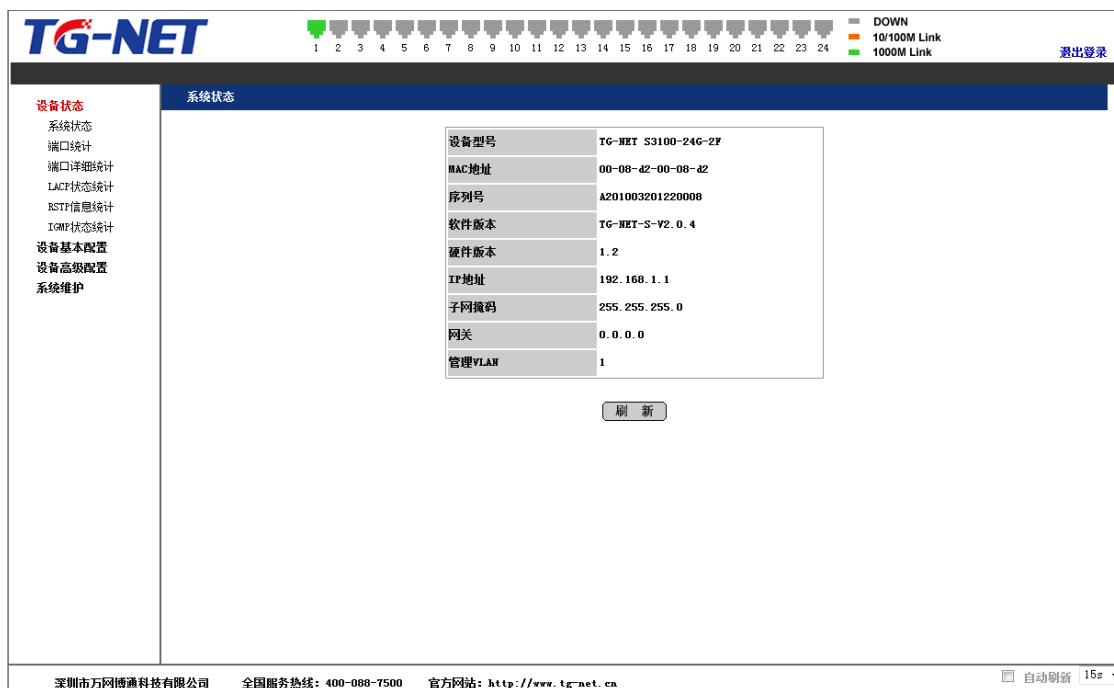 TG-NET
1 2 3 4 5 6 7 8 9 10 11 12 13 14 15 16 17 18 19 20 21 22 23 24
DOWN
10/100M Link
1000M Link
退出登录
设备状态
系统状态
端口统计
端口详细统计
LACP状态统计
RSTP信息统计
IGMP状态统计
设备基本配置
设备高级配置
系统维护
系统状态
设备型号 TG-NET S3100-24G-2F
MAC地址 00-08-d2-00-08-d2
序列号 A201003201220008
软件版本 TG-NET-S-V2.0.4
硬件版本 1.2
IP地址 192.168.1.1
子网掩码 255.255.255.0
网关 0.0.0.0
管理VLAN 1
刷 新
深圳市万网博通科技有限公司 全国服务热线：400-088-7500 官方网站：http://www.tg-net.cn
自动刷新 15s